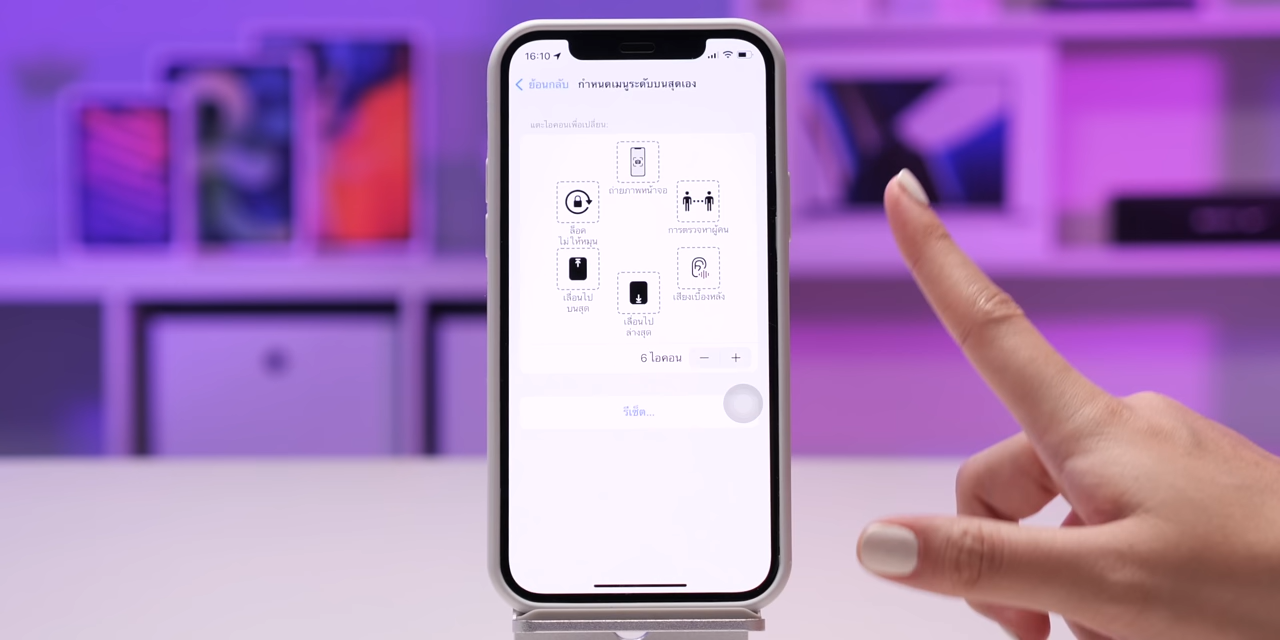 16:10
ย้อนกลับ กำหนดเมนูระดับบนสุดเอง
แตะไอคอนเพื่อเปลี่ยน:
ถ่ายภาพหน้าจอ
ล็อค
ไม่ให้หมุน
การตรวจหาผู้คน
เลื่อนไป
บนสุด
เสียงเบื้องหลัง
เลื่อนไป
ล่างสุด
6 ไอคอน − +
รีเซ็ต...